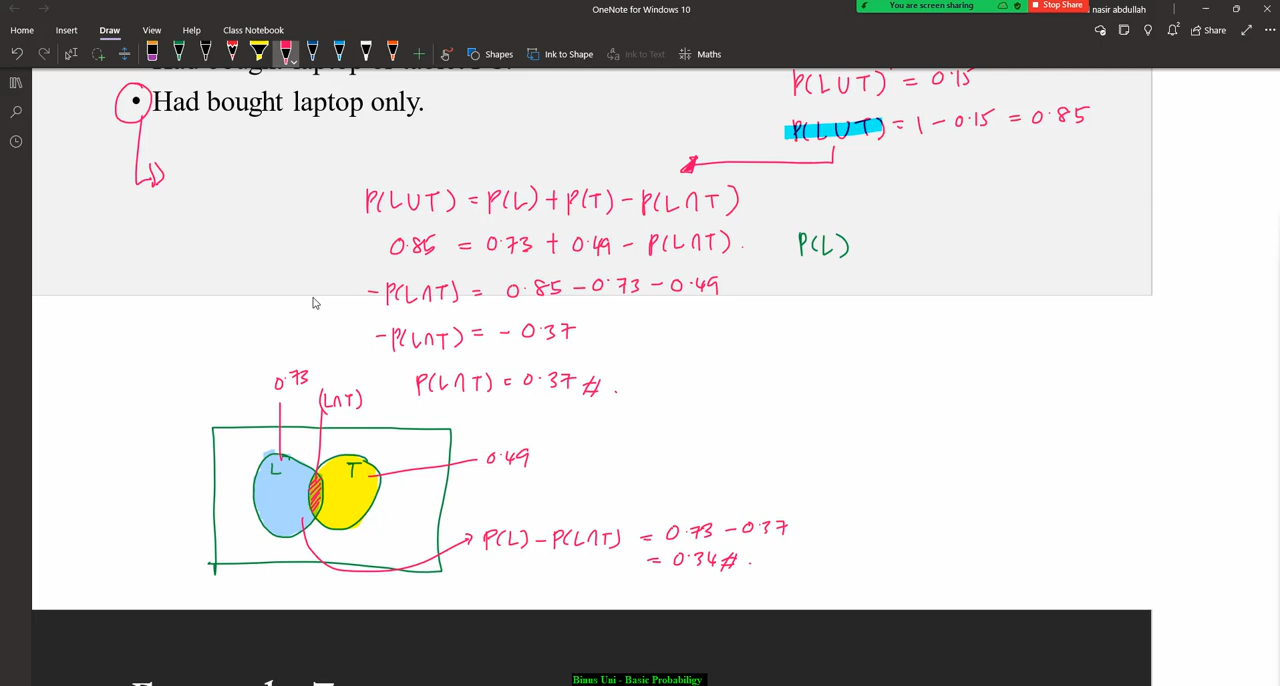 OneNote for Windows 10
You are screen sharing
Stop Share
nasir abdullah
Home Insert Draw View Help Class Notebook
Share
Shapes Ink to Shape Ink to Text Maths
• Had bought laptop only.
P(LUT) = 0.15
P(LUT) = 1 - 0.15 = 0.85
P(LUT) = P(L) + P(T) - P(L∩T)
0.85 = 0.73 + 0.49 - P(L∩T).
P(L)
-P(L∩T) = 0.85 - 0.73 - 0.49
-P(L∩T) = - 0.37
P(L∩T) = 0.37 #.
0.73
(L∩T)
L
T
0.49
P(L) - P(L∩T) = 0.73 - 0.37
= 0.34 #.
Binus Uni - Basic Probabiligy